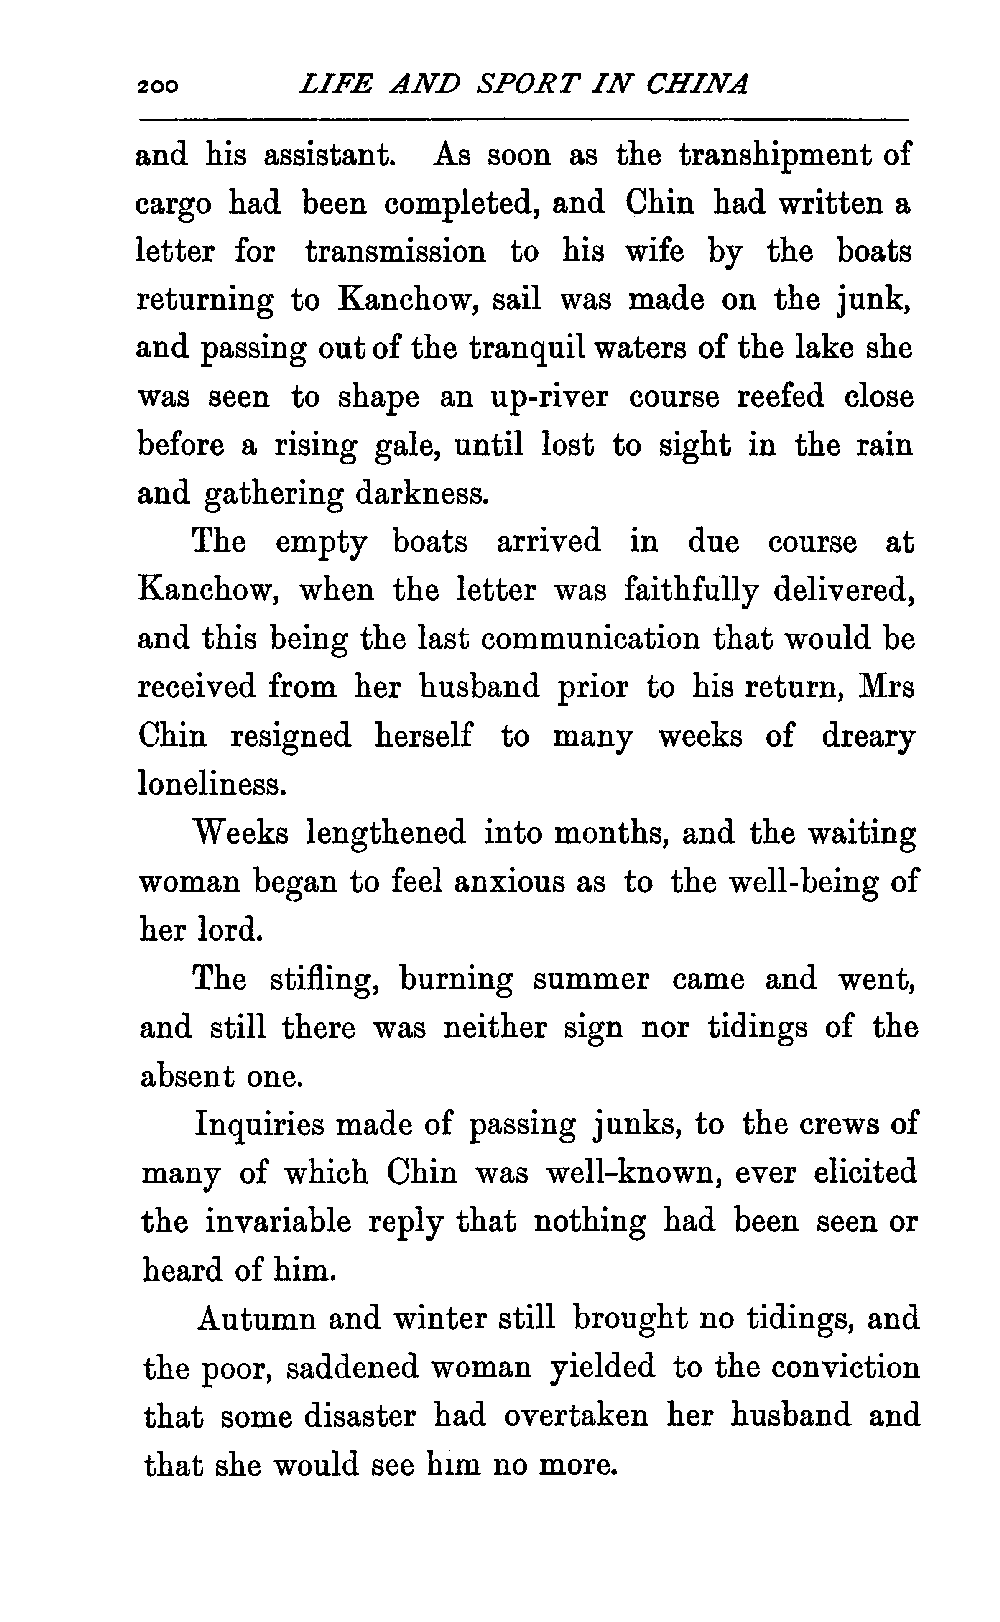 200 LIFE AND SPORT IN CHINA
and his assistant. As soon as the transhipment of
cargo had been completed, and Chin had written a
letter for transmission to his wife by the boats
returning to Kanchow, sail was made on the junk,
and passing out of the tranquil waters of the lake she
was seen to shape an up-river course reefed close
before a rising gale, until lost to sight in the rain
and gathering darkness.
The empty boats arrived in due course at
Kanchow, when the letter was faithfully delivered,
and this being the last communication that would be
received from her husband prior to his return, Mrs
Chin resigned herself to many weeks of dreary
loneliness.
Weeks lengthened into months, and the waiting
woman began to feel anxious as to the well-being of
her lord.
The stifling, burning summer came and went,
and still there was neither sign nor tidings of the
absent one.
Inquiries made of passing junks, to the crews of
many of which Chin was well-known, ever elicited
the invariable reply that nothing had been seen or
heard of him.
Autumn and winter still brought no tidings, and
the poor, saddened woman yielded to the conviction
that some disaster had overtaken her husband and
that she would see him no more.